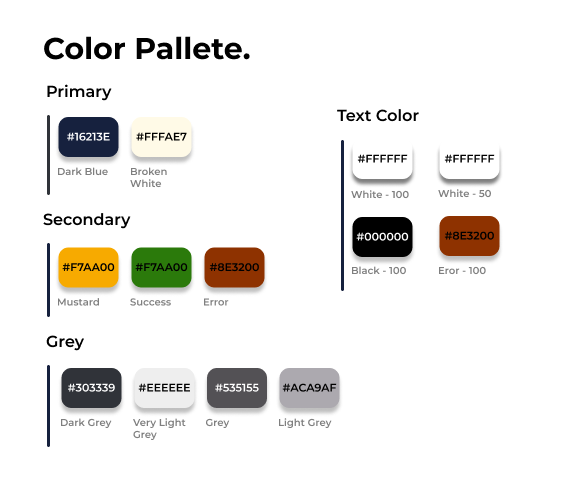 Color Pallete.
Primary
#16213E
#FFFAE7
Dark Blue
Broken
White
Secondary
#F7AA00
#F7AA00
#8E3200
Mustard
Success
Error
Grey
#303339
#EEEEEE
#535155
#ACA9AF
Dark Grey
Very Light
Grey
Grey
Light Grey
Text Color
#FFFFFF
#FFFFFF
White - 100
White - 50
#000000
#8E3200
Black - 100
Eror - 100